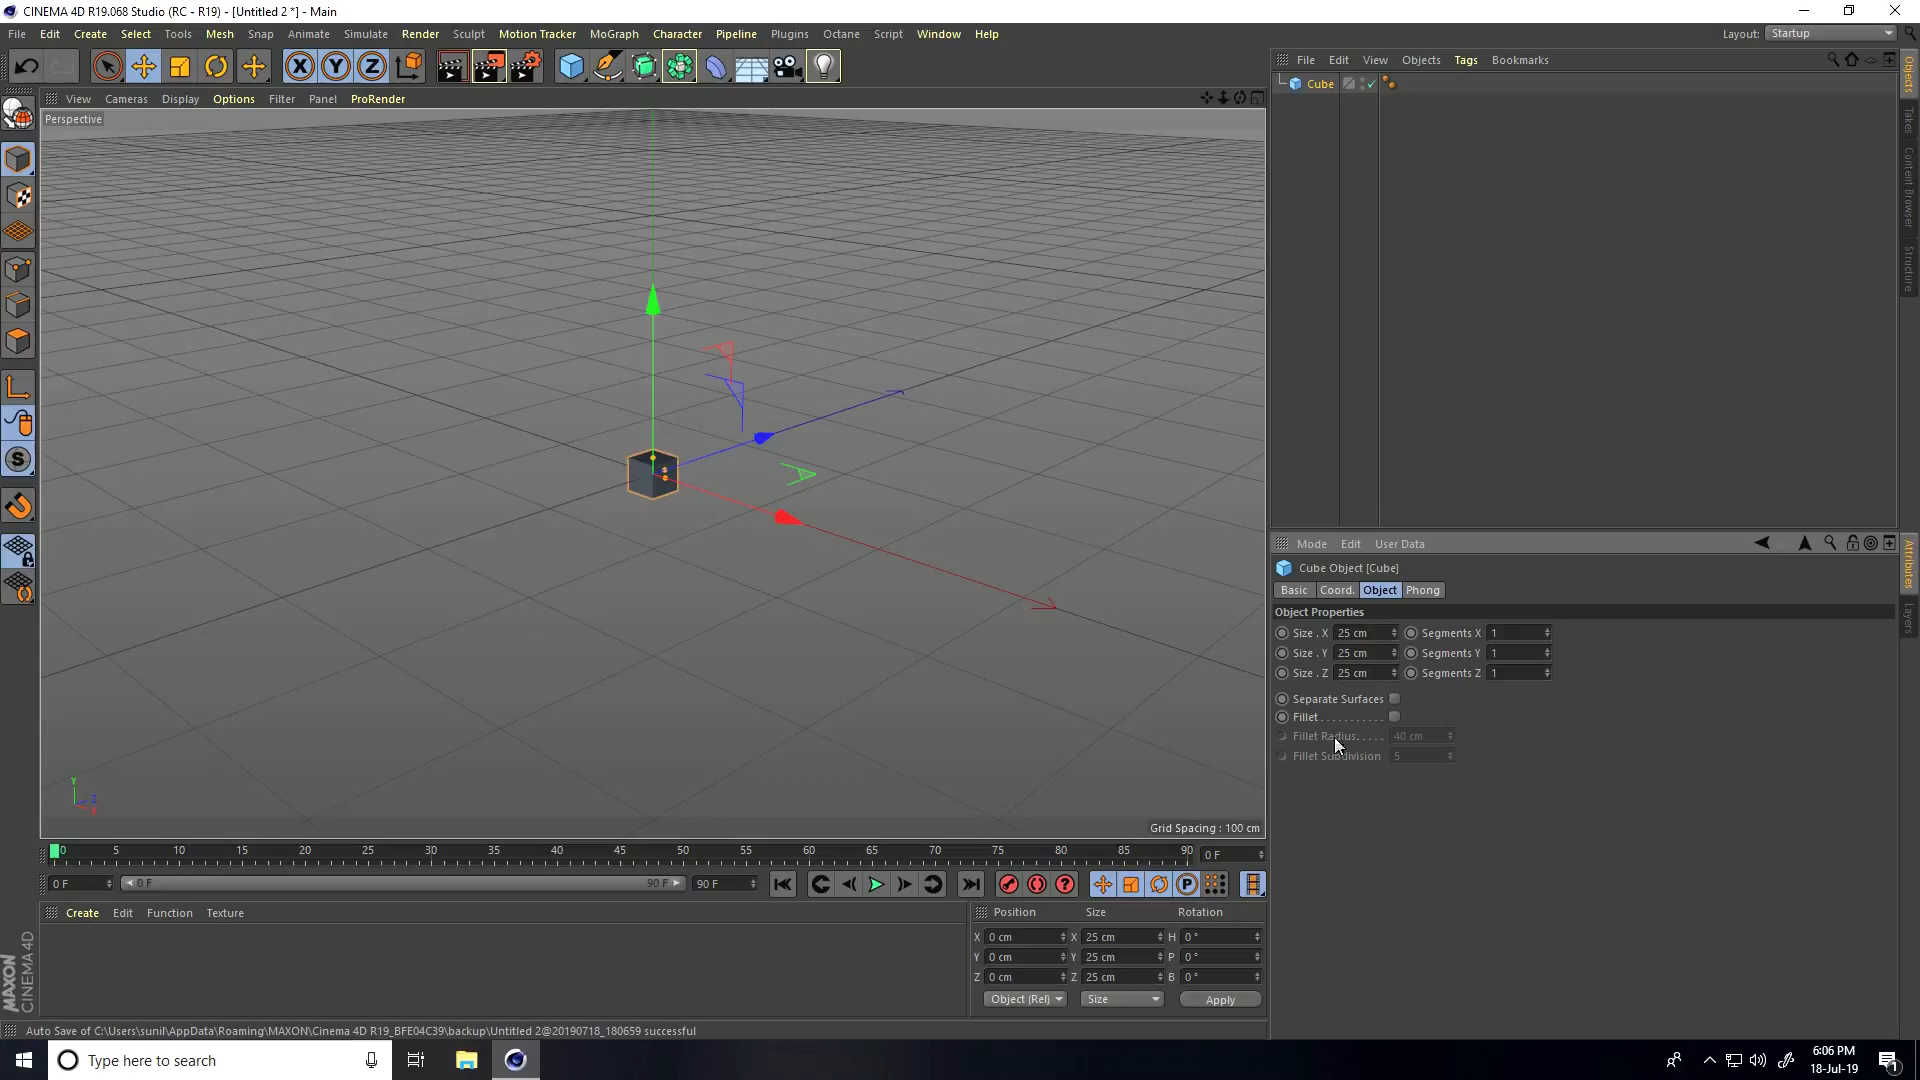 CINEMA 4D R19.068 Studio (RC - R19) - [Untitled 2 *] - Main
File Edit Create Select Tools Mesh Snap Animate Simulate Render Sculpt Motion Tracker MoGraph Character Pipeline Plugins Octane Script Window Help Layout: Startup
X Y Z
File Edit View Objects Tags Bookmarks
Cube
View Cameras Display Options Filter Panel ProRender
Perspective
Objects
Takes
Content Browser
Structure
Mode Edit User Data
Cube Object [Cube]
Basic Coord. Object Phong
Object Properties
Size . X 25 cm Segments X 1
Size . Y 25 cm Segments Y 1
Size . Z 25 cm Segments Z 1
Separate Surfaces
Fillet . . . . . . . . . . .
Fillet Radius. . . . . 40 cm
Fillet Subdivision 5
Attributes
Layers
S
Y
Z
X
Grid Spacing : 100 cm
0 5 10 15 20 25 30 35 40 45 50 55 60 65 70 75 80 85 90 0 F
0 F 0 F 90 F 90 F
? P
Create Edit Function Texture
Position Size Rotation
X 0 cm X 25 cm H 0 °
Y 0 cm Y 25 cm P 0 °
Z 0 cm Z 25 cm B 0 °
Object (Rel) Size Apply
MAXON
CINEMA 4D
Auto Save of C:\Users\sunil\AppData\Roaming\MAXON\Cinema 4D R19_BFE04C39\backup\Untitled 2@20190718_180659 successful
Type here to search
6:06 PM
18-Jul-19
1